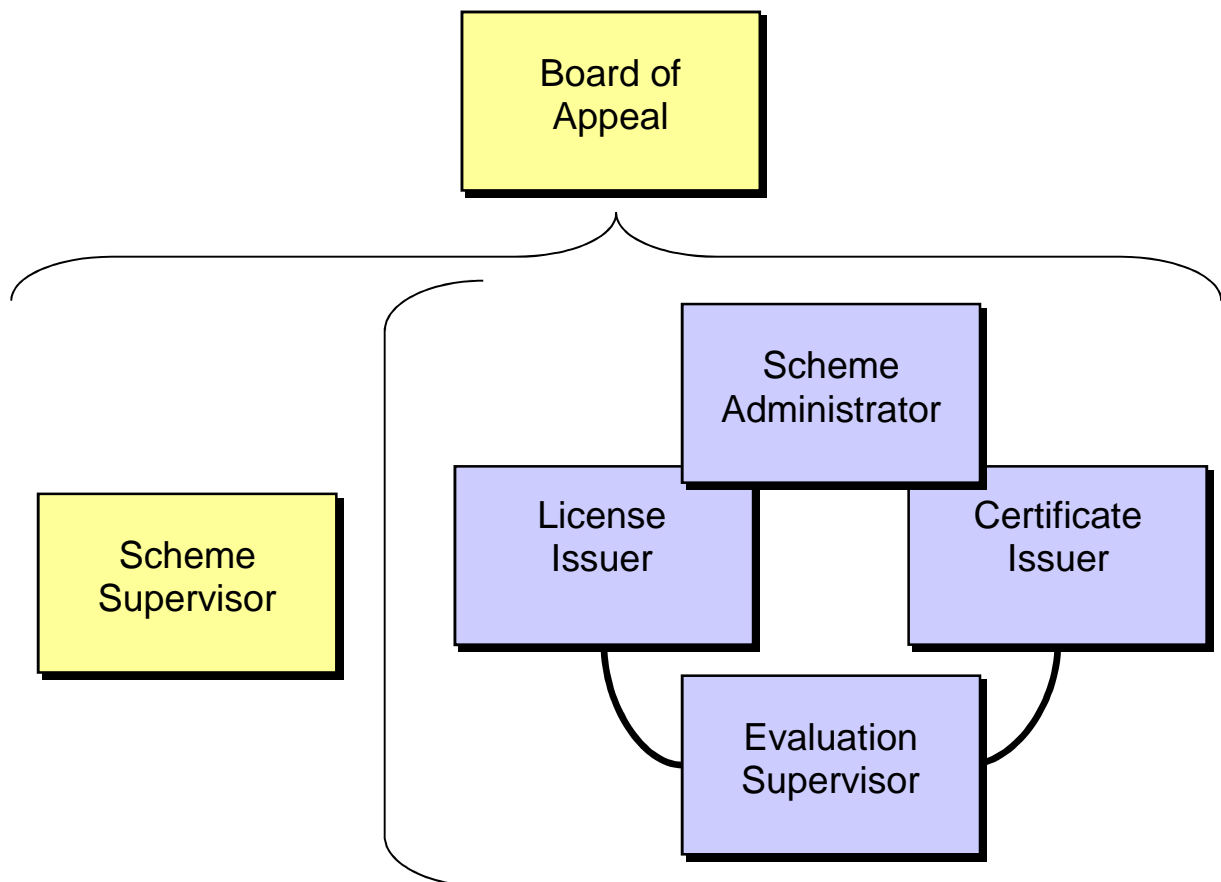 Board of
Appeal
Scheme
Administrator
License
Issuer
Certificate
Issuer
Scheme
Supervisor
Evaluation
Supervisor